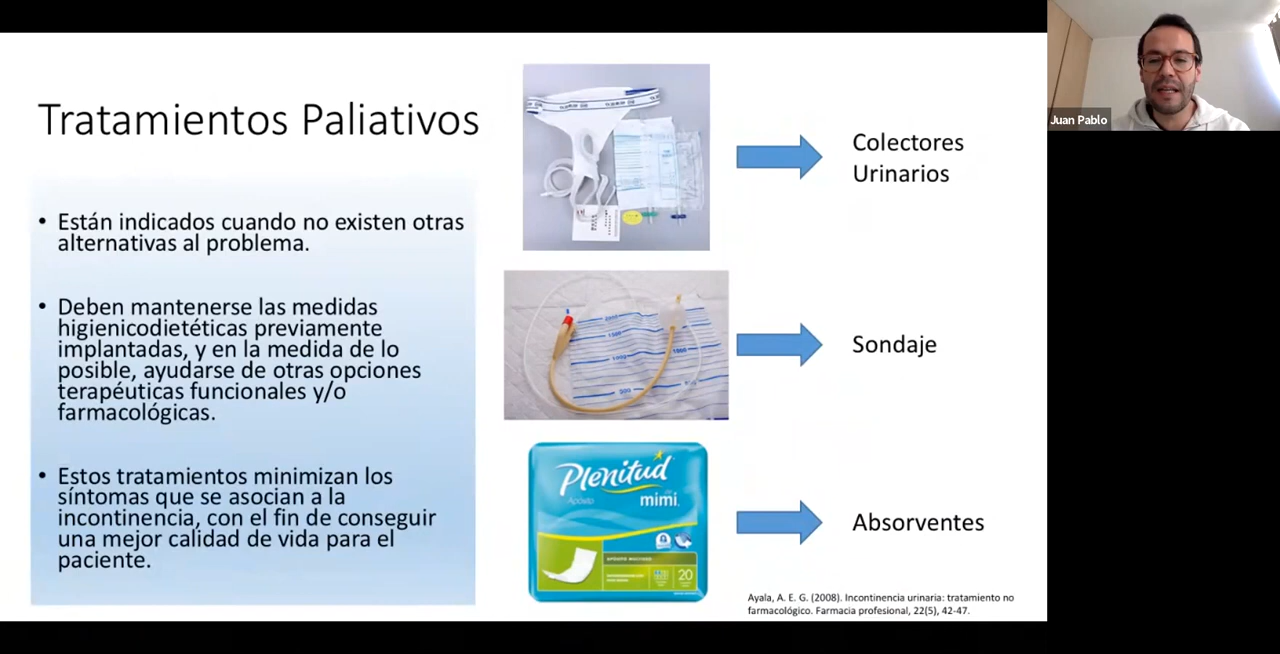 Tratamientos Paliativos
• Están indicados cuando no existen otras
alternativas al problema.
• Deben mantenerse las medidas
higienicodietéticas previamente
implantadas, y en la medida de lo
posible, ayudarse de otras opciones
terapéuticas funcionales y/o
farmacológicas.
• Estos tratamientos minimizan los
síntomas que se asocian a la
incontinencia, con el fin de conseguir
una mejor calidad de vida para el
paciente.
Colectores
Urinarios
Sondaje
Plenitud
Apósito
mimi
20
Absorventes
Ayala, A. E. G. (2008). Incontinencia urinaria: tratamiento no
farmacológico. Farmacia profesional, 22(5), 42-47.
Juan Pablo